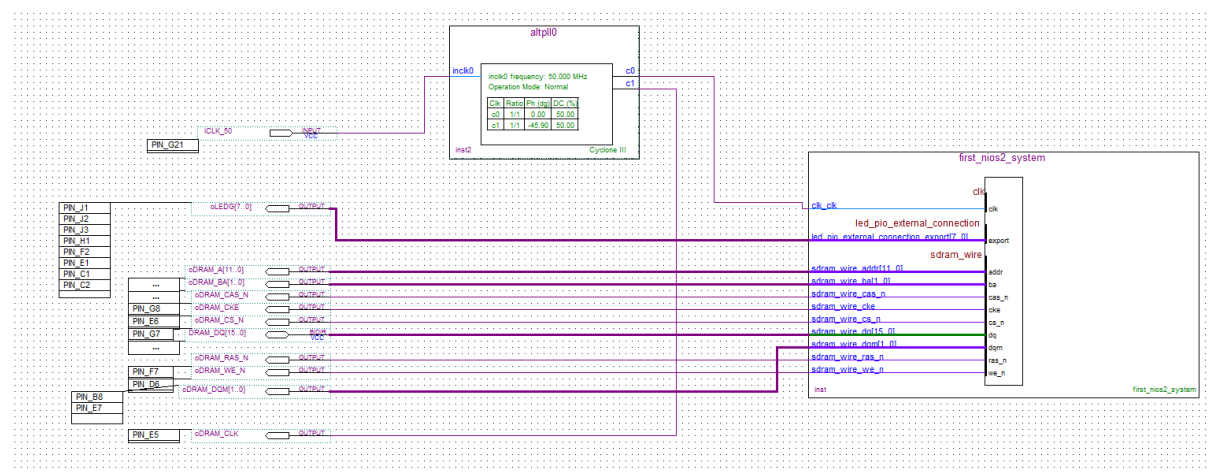 altpll0
inclk0
inclk0 frequency: 50.000 MHz
Operation Mode: Normal
Clk Ratio Ph (dg) DC (%)
c0 1/1 0.00 50.00
c1 1/1 -45.90 50.00
c0
c1
inst2
Cyclone III
iCLK_50
INPUT
VCC
PIN_G21
first_nios2_system
clk
clk_clk
clk
led_pio_external_connection
led_pio_external_connection_export[7..0]
export
sdram_wire
sdram_wire_addr[11..0]
addr
sdram_wire_ba[1..0]
ba
sdram_wire_cas_n
cas_n
sdram_wire_cke
cke
sdram_wire_cs_n
cs_n
sdram_wire_dq[15..0]
dq
sdram_wire_dqm[1..0]
dqm
sdram_wire_ras_n
ras_n
sdram_wire_we_n
we_n
inst
first_nios2_system
PIN_J1
PIN_J2
PIN_J3
PIN_H1
PIN_F2
PIN_E1
PIN_C1
PIN_C2
oLEDG[7..0]
OUTPUT
oDRAM_A[11..0]
OUTPUT
...
oDRAM_BA[1..0]
OUTPUT
...
oDRAM_CAS_N
OUTPUT
PIN_G8
oDRAM_CKE
OUTPUT
PIN_E6
oDRAM_CS_N
OUTPUT
PIN_G7
DRAM_DQ[15..0]
BIDIR
VCC
...
oDRAM_RAS_N
OUTPUT
PIN_F7
oDRAM_WE_N
OUTPUT
PIN_D6
oDRAM_DQM[1..0]
OUTPUT
PIN_B8
PIN_E7
PIN_E5
oDRAM_CLK
OUTPUT